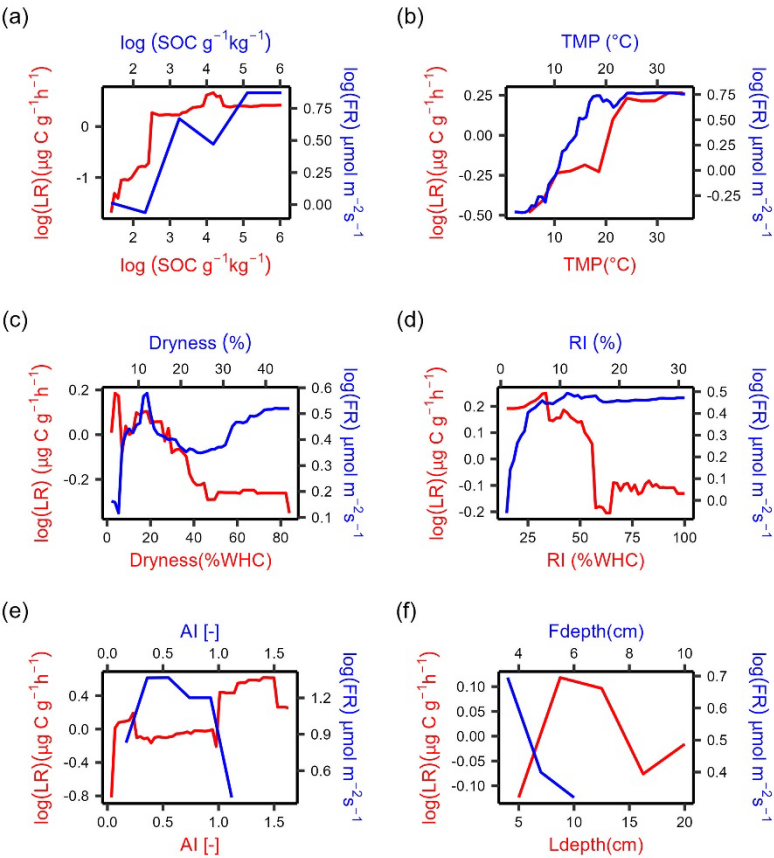 (a)
log (SOC g⁻¹kg⁻¹)
2 3 4 5 6
log(LR)(µg C g⁻¹h⁻¹)
0
-1
0.75
0.50
0.25
0.00
log(FR) µmol m⁻²s⁻¹
2 3 4 5 6
log (SOC g⁻¹kg⁻¹)
(b)
TMP (°C)
10 20 30
log(LR)(µg C g⁻¹h⁻¹)
0.25
0.00
-0.25
-0.50
0.75
0.50
0.25
0.00
-0.25
log(FR) µmol m⁻²s⁻¹
10 20 30
TMP(°C)
(c)
Dryness (%)
0 10 20 30 40
log(LR) (µg C g⁻¹h⁻¹)
0.2
0.0
-0.2
0.6
0.5
0.4
0.3
0.2
0.1
log(FR) µmol m⁻²s⁻¹
0 20 40 60 80
Dryness(%WHC)
(d)
RI (%)
0 10 20 30
log(LR) (µg C g⁻¹h⁻¹)
0.2
0.1
0.0
-0.1
-0.2
0.5
0.4
0.3
0.2
0.1
0.0
log(FR) µmol m⁻²s⁻¹
25 50 75 100
RI (%WHC)
(e)
AI [-]
0.0 0.5 1.0 1.5
log(LR)(µg C g⁻¹h⁻¹)
0.4
0.0
-0.4
-0.8
1.2
0.9
0.6
log(FR) µmol m⁻²s⁻¹
0.0 0.5 1.0 1.5
AI [-]
(f)
Fdepth(cm)
4 6 8 10
log(LR)(µg C g⁻¹h⁻¹)
0.10
0.05
0.00
-0.05
-0.10
0.7
0.6
0.5
0.4
log(FR) µmol m⁻²s⁻¹
5 10 15 20
Ldepth(cm)